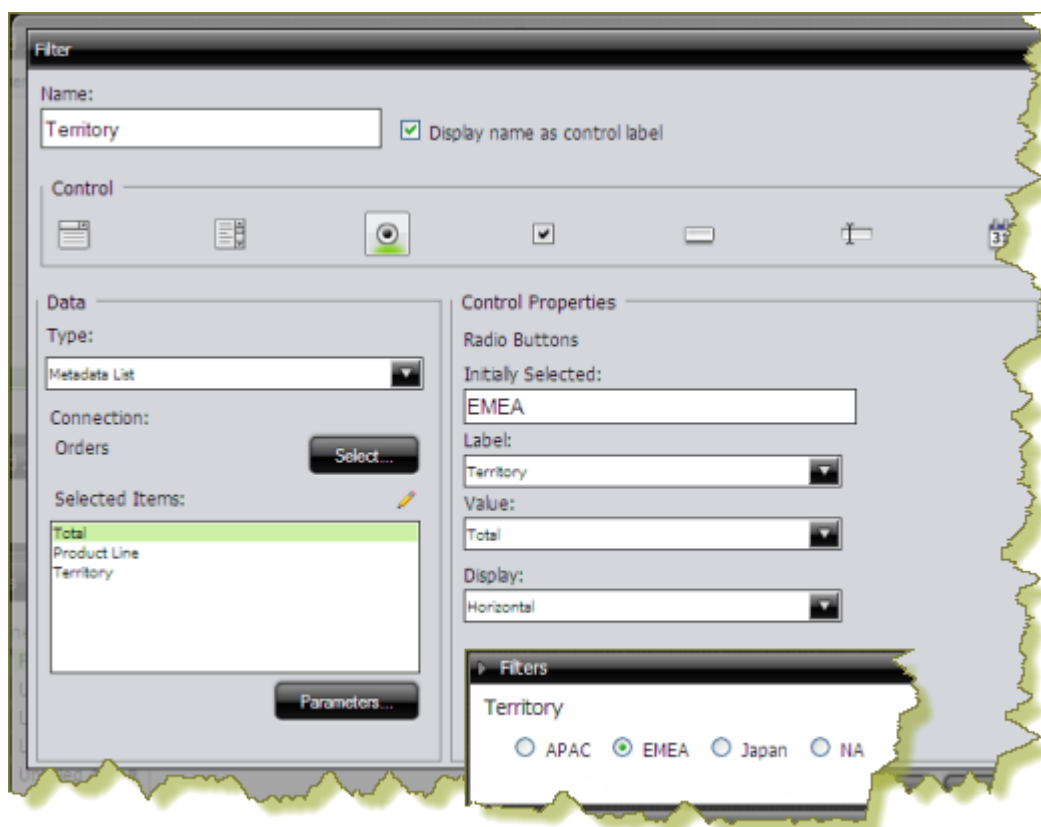 Filter
Name:
Territory
Display name as control label
Control
31
Data
Type:
Metadata List
Connection:
Orders
Select...
Selected Items:
Total
Product Line
Territory
Parameters...
Control Properties
Radio Buttons
Initially Selected:
EMEA
Label:
Territory
Value:
Total
Display:
Horizontal
Filters
Territory
APAC EMEA Japan NA